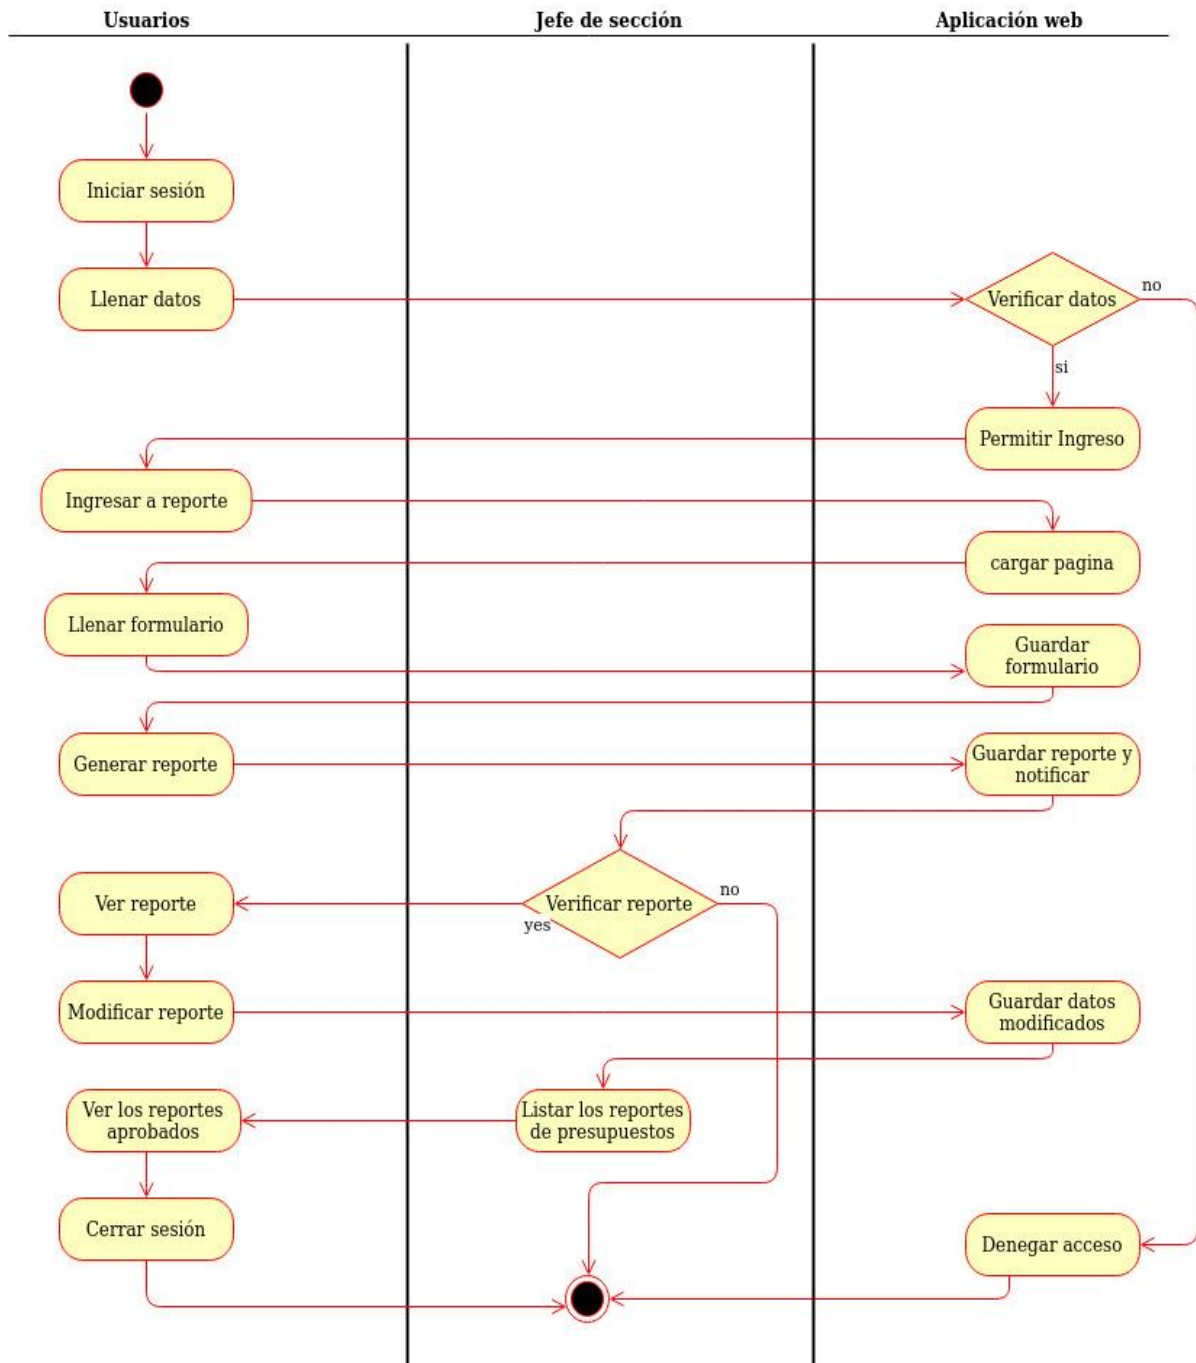 Usuarios
Jefe de sección
Aplicación web
Iniciar sesión
Llenar datos
Verificar datos
no
si
Permitir Ingreso
Ingresar a reporte
cargar pagina
Llenar formulario
Guardar
formulario
Generar reporte
Guardar reporte y
notificar
Ver reporte
Verificar reporte
no
yes
Modificar reporte
Guardar datos
modificados
Ver los reportes
aprobados
Listar los reportes
de presupuestos
Cerrar sesión
Denegar acceso